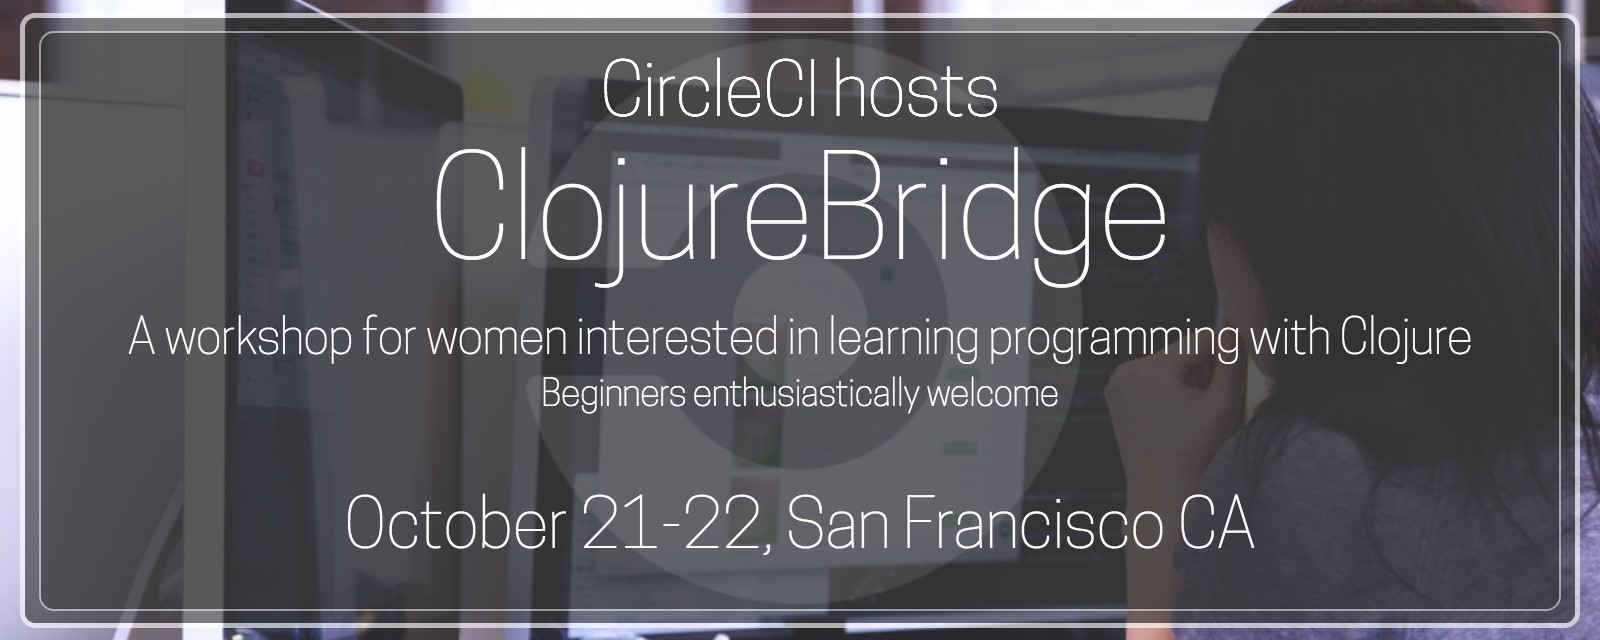 CircleCI hosts
ClojureBridge
A workshop for women interested in learning programming with Clojure
Beginners enthusiastically welcome
October 21-22, San Francisco CA